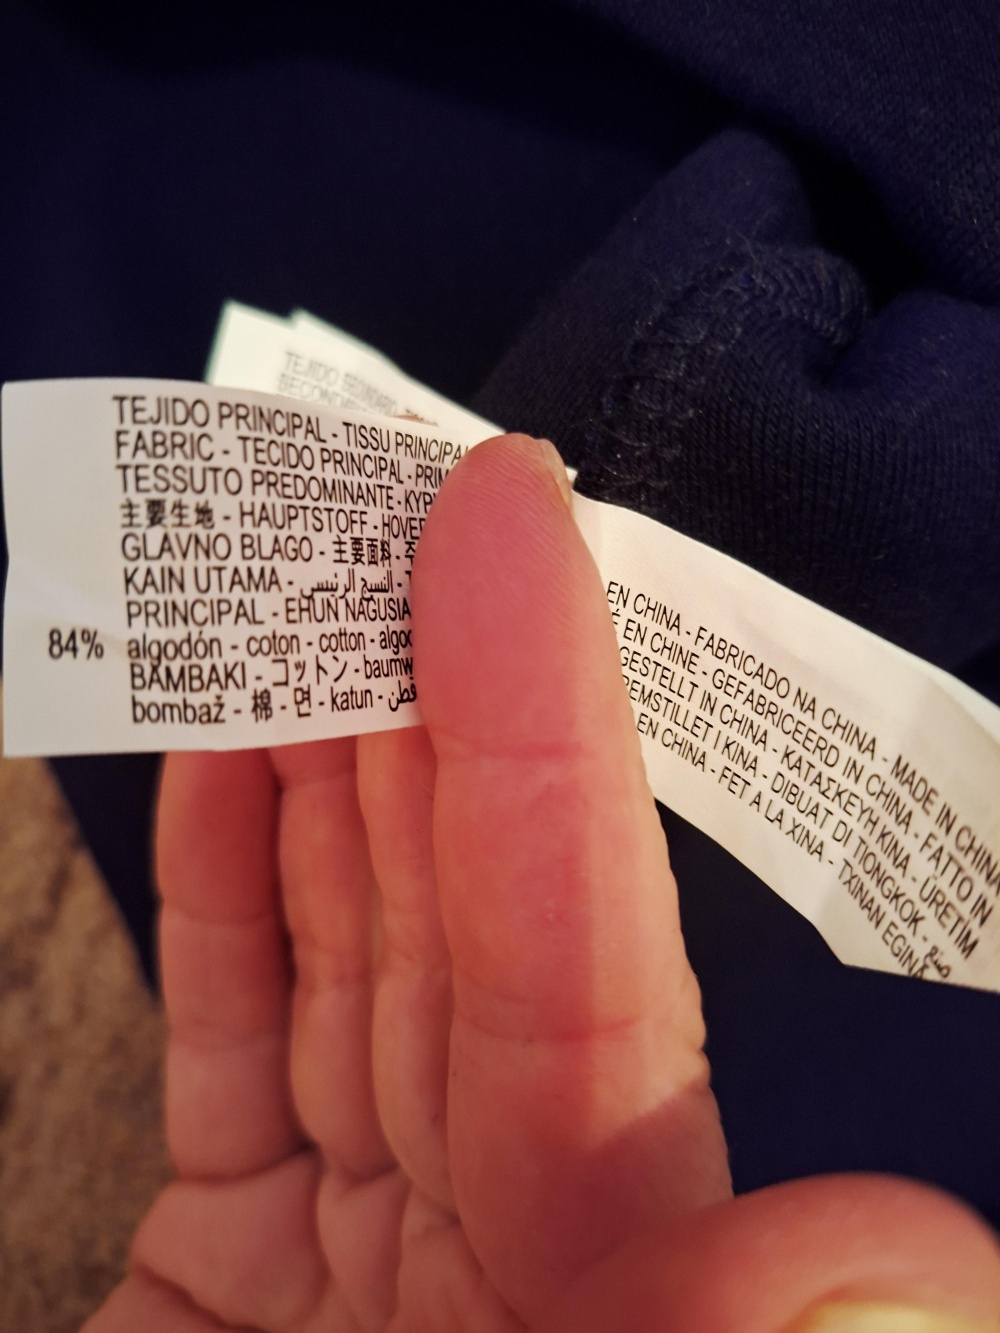 TEJIDO
TEJIDO PRINCIPAL - TISSU PRINCIPAL
FABRIC - TECIDO PRINCIPAL -
TESSUTO PREDOMINANTE -
主要生地 - HAUPTSTOFF -
GLAVNO BLAGO - 主要面料 -
KAIN UTAMA - النسيج الرئيسي -
PRINCIPAL - EHUN NAGUSIA
84% algodón - coton - cotton -
BAMBAKI - コットン -
bombaž - 棉 - 면 - katun - قطن
EN CHINA - FABRICADO NA CHINA - MADE IN CHINA
EN CHINE - GEFABRICEERD IN CHINA - FATTO IN
GESTELLT IN CHINA - ΚΑΤΑΣΚΕΥΗ ΚΙΝΑ - ÜRETIM
REMSTILLET I KINA - DIBUAT DI TIONGKOK - صنع
EN CHINA - FET A LA XINA - TXINAN EGINA